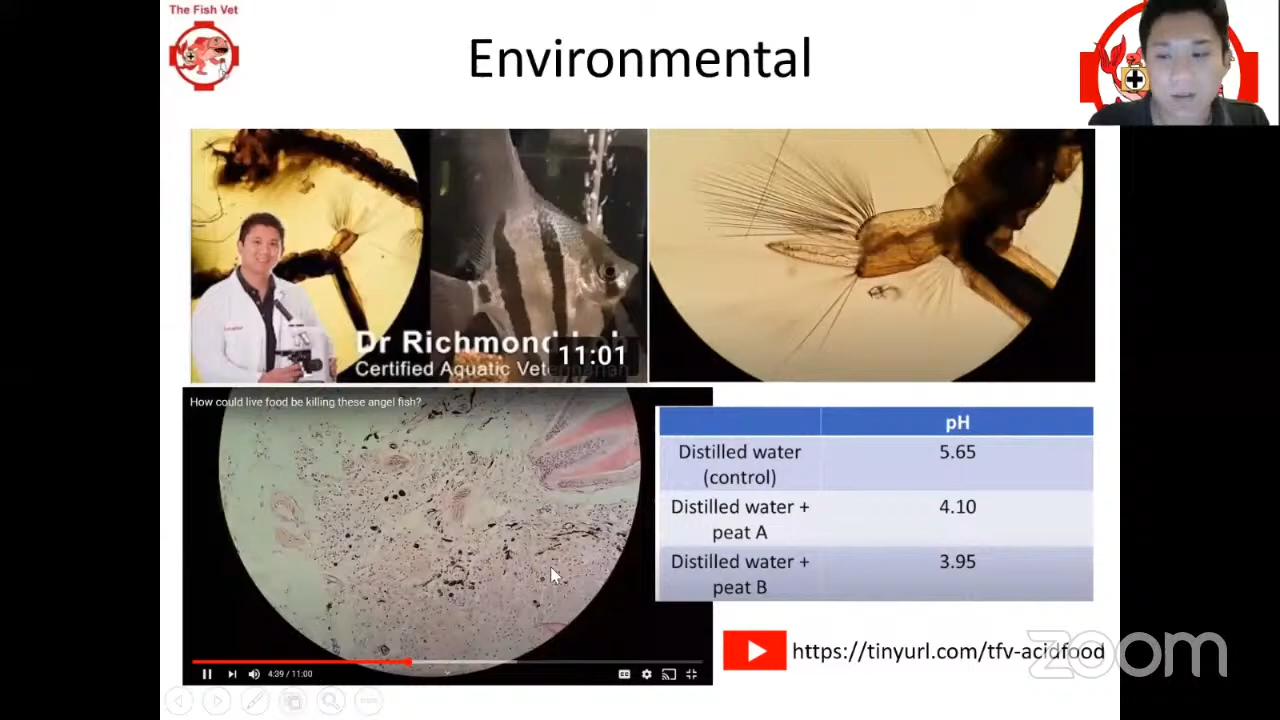 The Fish Vet
Environmental
Dr Richmond
11:01
Certified Aquatic Veterinarian
How could live food be killing these angel fish?
4:39 / 11:00
pH
Distilled water
(control)
5.65
Distilled water +
peat A
4.10
Distilled water +
peat B
3.95
https://tinyurl.com/tfv-acidfood
zoom